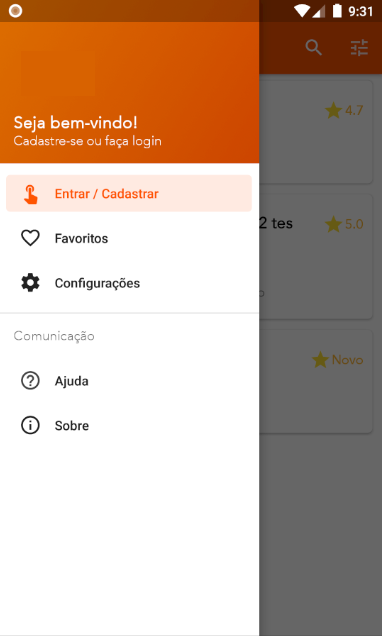 9:31
Seja bem-vindo!
Cadastre-se ou faça login
4.7
Entrar / Cadastrar
2 tes
5.0
Favoritos
Configurações
Comunicação
Novo
Ajuda
Sobre